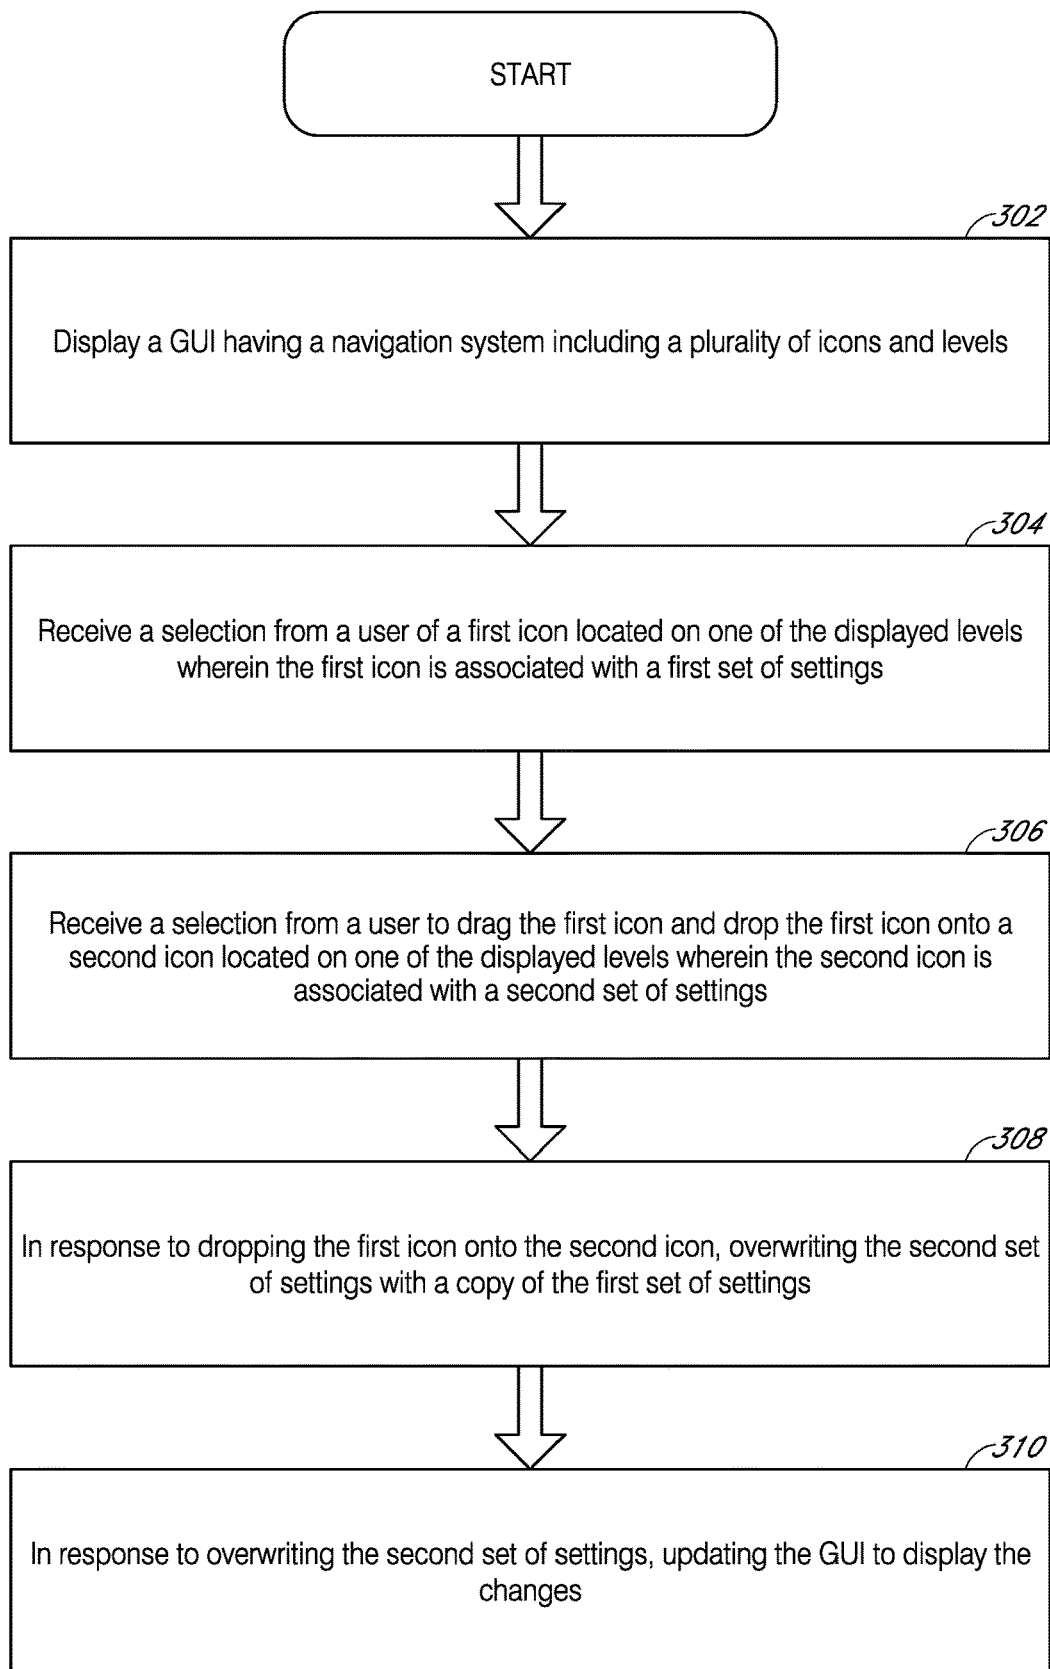 START
302
Display a GUI having a navigation system including a plurality of icons and levels
304
Receive a selection from a user of a first icon located on one of the displayed levels
wherein the first icon is associated with a first set of settings
306
Receive a selection from a user to drag the first icon and drop the first icon onto a
second icon located on one of the displayed levels wherein the second icon is
associated with a second set of settings
308
In response to dropping the first icon onto the second icon, overwriting the second set
of settings with a copy of the first set of settings
310
In response to overwriting the second set of settings, updating the GUI to display the
changes